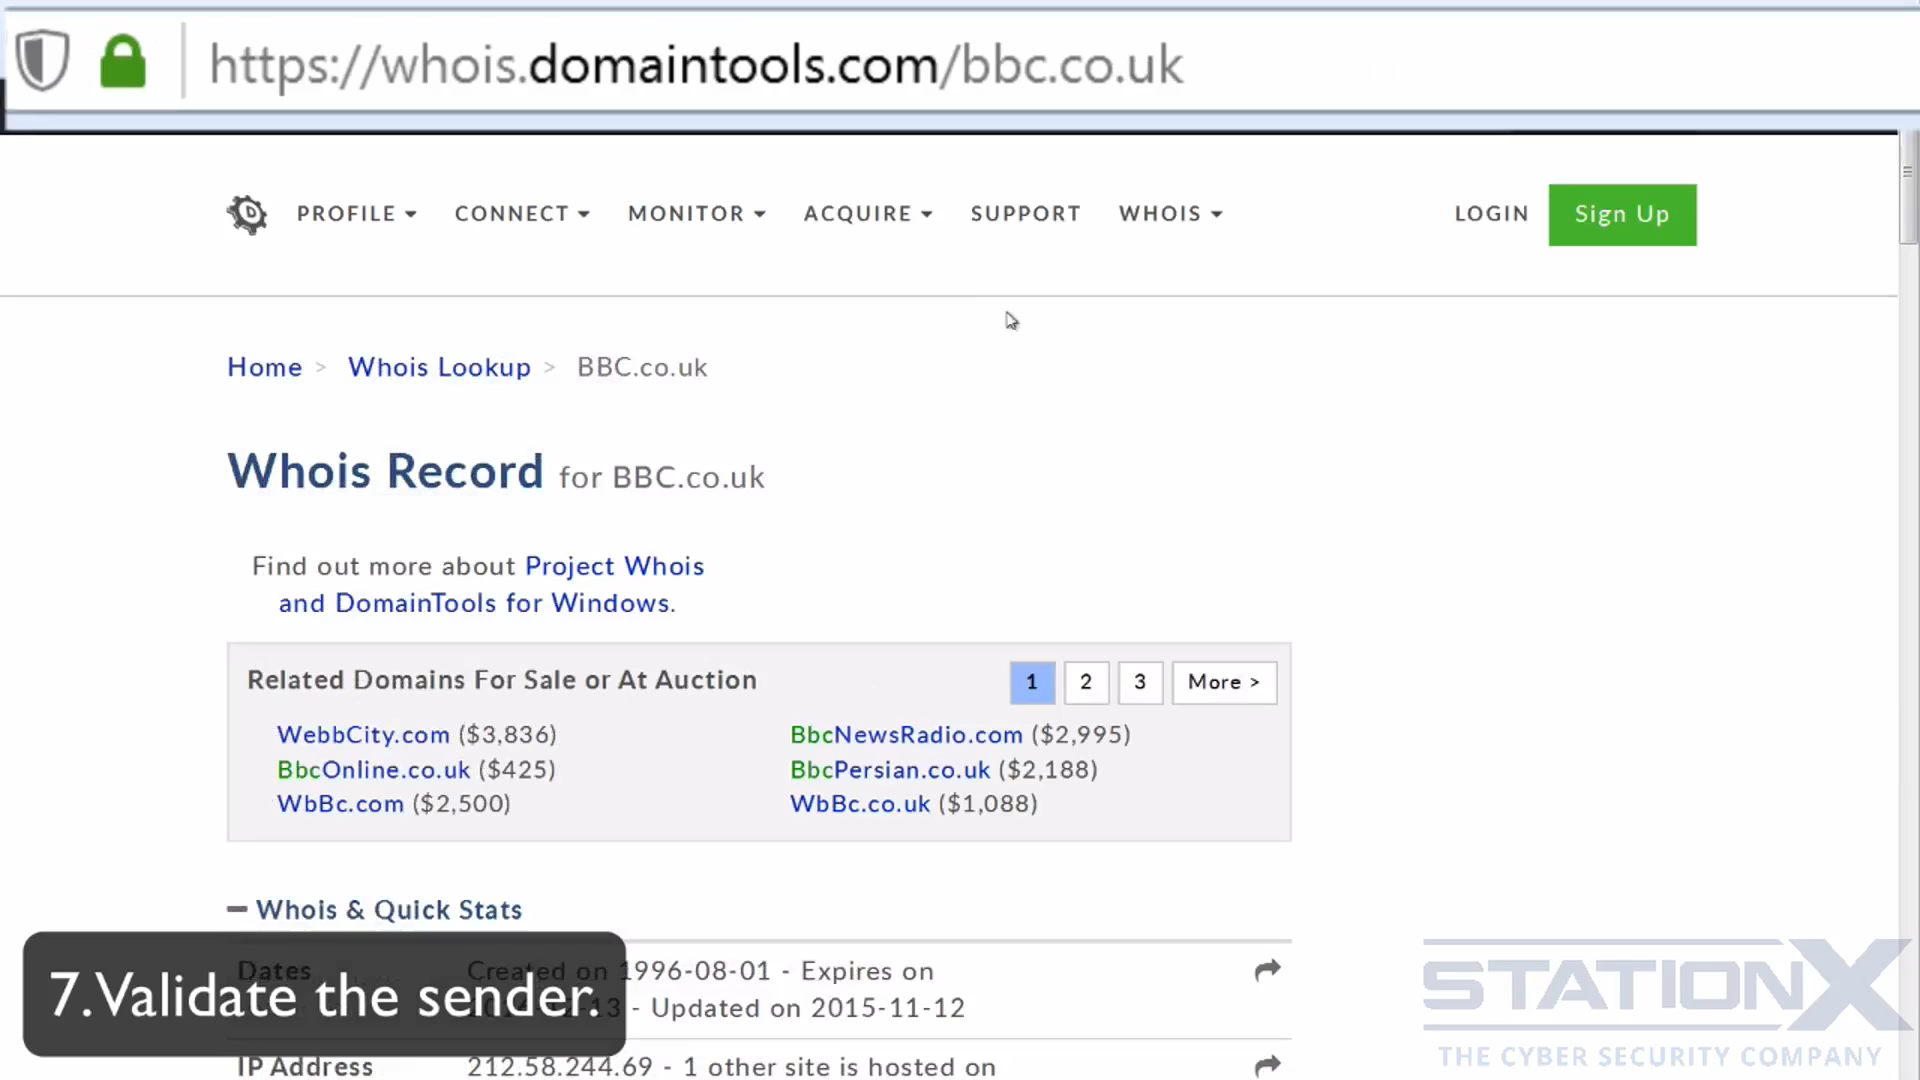 https://whois.domaintools.com/bbc.co.uk
PROFILE CONNECT MONITOR ACQUIRE SUPPORT WHOIS LOGIN Sign Up
Home > Whois Lookup > BBC.co.uk
Whois Record for BBC.co.uk
Find out more about Project Whois
and DomainTools for Windows.
Related Domains For Sale or At Auction 1 2 3 More >
WebbCity.com ($3,836) BbcNewsRadio.com ($2,995)
BbcOnline.co.uk ($425) BbcPersian.co.uk ($2,188)
WbBc.com ($2,500) WbBc.co.uk ($1,088)
Whois & Quick Stats
Dates Created on 1996-08-01 - Expires on
- Updated on 2015-11-12
7. Validate the sender.
IP Address 212.58.244.69 - 1 other site is hosted on
STATIONX
THE CYBER SECURITY COMPANY